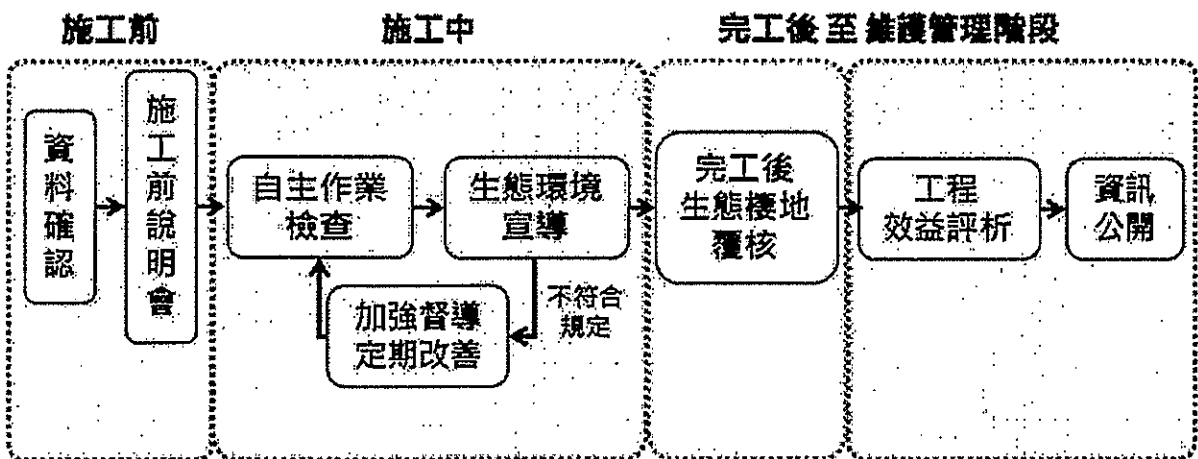 施工前
施工中
完工後 至 維護管理階段
資料確認
施工前說明會
自主作業
檢查
生態環境
宣導
加強督導
定期改善
不符合
規定
完工後
生態棲地
覆核
工程
效益評析
資訊
公開